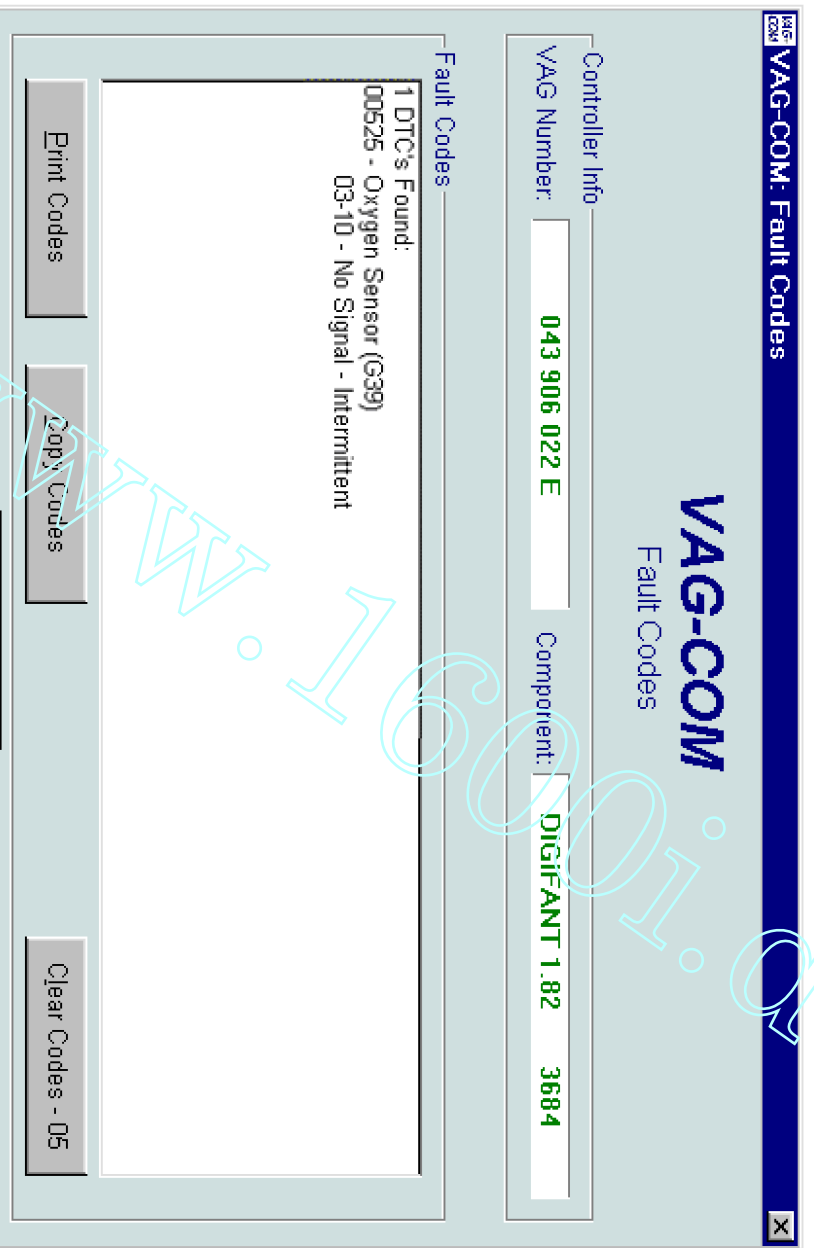 VAG-COM: Fault Codes
VAG-COM
Fault Codes
Controller Info
VAG Number: 043 906 022 E Component: DiGiFANT 1.82 3684
Fault Codes
1 DTC's Found:
00525 - Oxygen Sensor (G39)
03-10 - No Signal - Intermittent
Print Codes Copy Codes Clear Codes - 05
www.1600i.